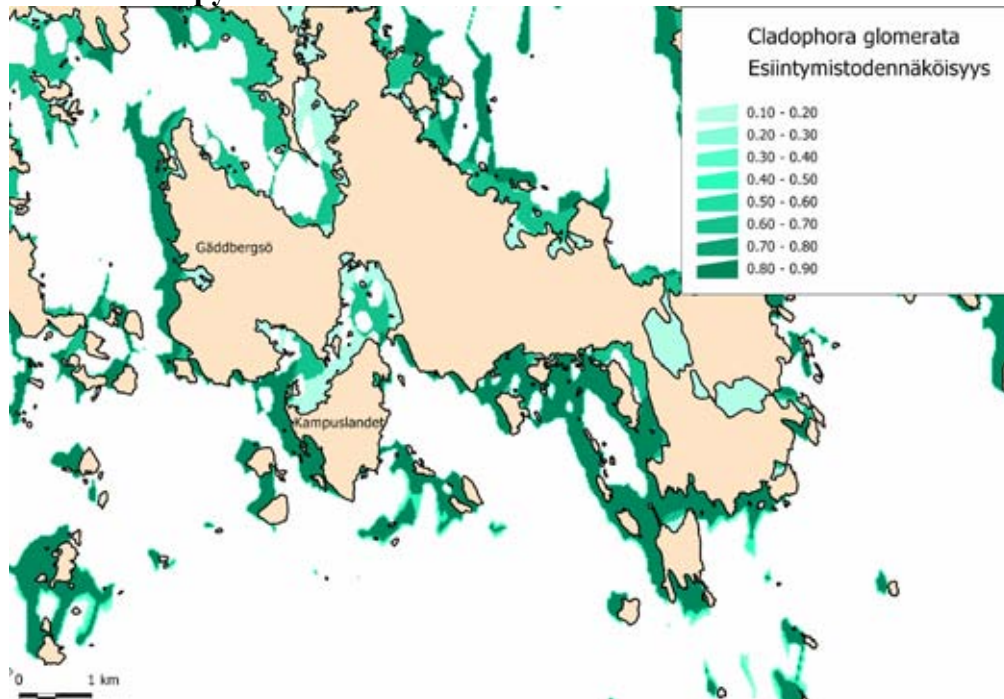 Cladophora glomerata
Esiintymistodennäköisyys
0.10 - 0.20
0.20 - 0.30
0.30 - 0.40
0.40 - 0.50
0.50 - 0.60
0.60 - 0.70
0.70 - 0.80
0.80 - 0.90
Gäddbergsö
Kampuslandet
0 1 km